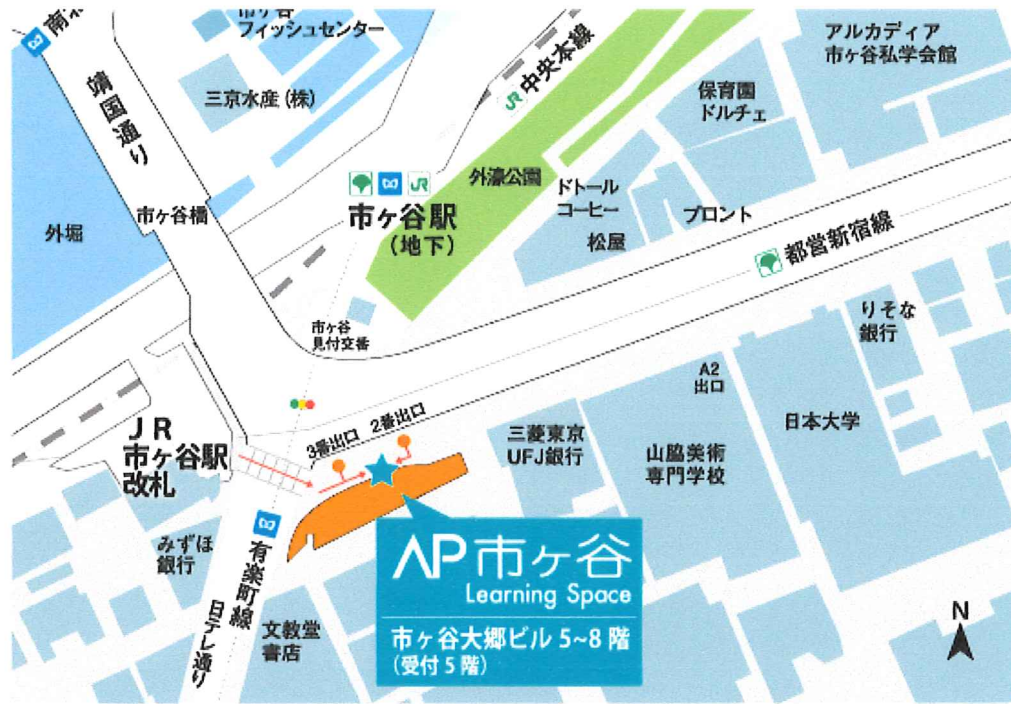 市ヶ谷
フィッシュセンター
アルカディア
市ヶ谷私学会館
靖国通り
三京水産(株)
JR中央本線
保育園
ドルチェ
外濠公園
ドトール
コーヒー
JR
市ヶ谷駅
(地下)
市ヶ谷橋
外堀
松屋
プロント
都営新宿線
市ヶ谷
見付交番
りそな
銀行
A2
出口
日本大学
3番出口
2番出口
三菱東京
UFJ銀行
山脇美術
専門学校
JR
市ヶ谷駅
改札
みずほ
銀行
有楽町線
日テレ通り
文教堂
書店
AP市ヶ谷
Learning Space
市ヶ谷大郷ビル 5~8 階
(受付 5 階)
N